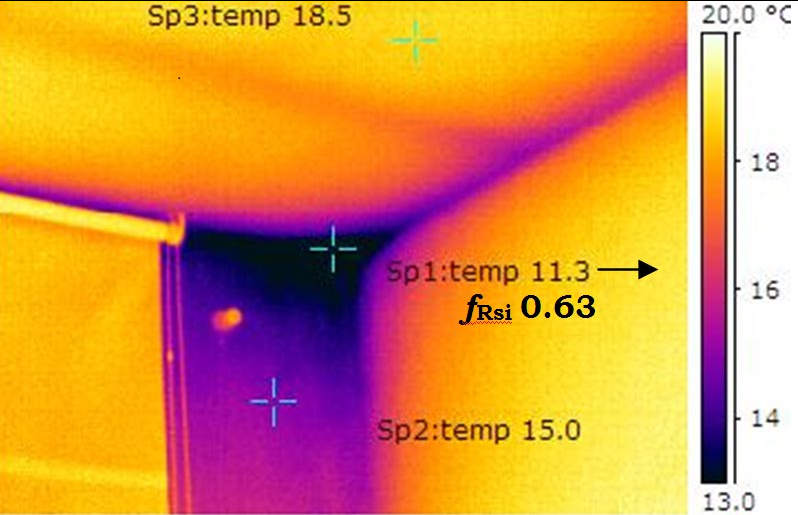 Sp3:temp 18.5
20.0 °C
18
Sp1:temp 11.3
fRsi 0.63
16
Sp2:temp 15.0
14
13.0